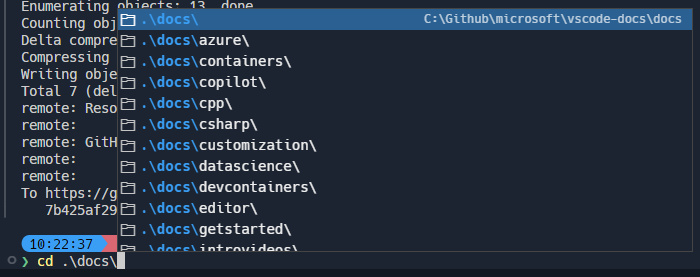 Enumerating objects: 13, done.
Counting obj
.\docs\ C:\Github\microsoft\vscode-docs\docs
Delta compre
.\docs\azure\
Compressing
.\docs\containers\
Writing obje
.\docs\copilot\
Total 7 (del
.\docs\cpp\
remote: Reso
.\docs\csharp\
remote:
.\docs\customization\
remote: GitH
.\docs\datascience\
remote:
.\docs\devcontainers\
remote:
.\docs\editor\
To https://g
.\docs\getstarted\
7b425af29
.\docs\introvideos\
10:22:37
❯ cd .\docs\